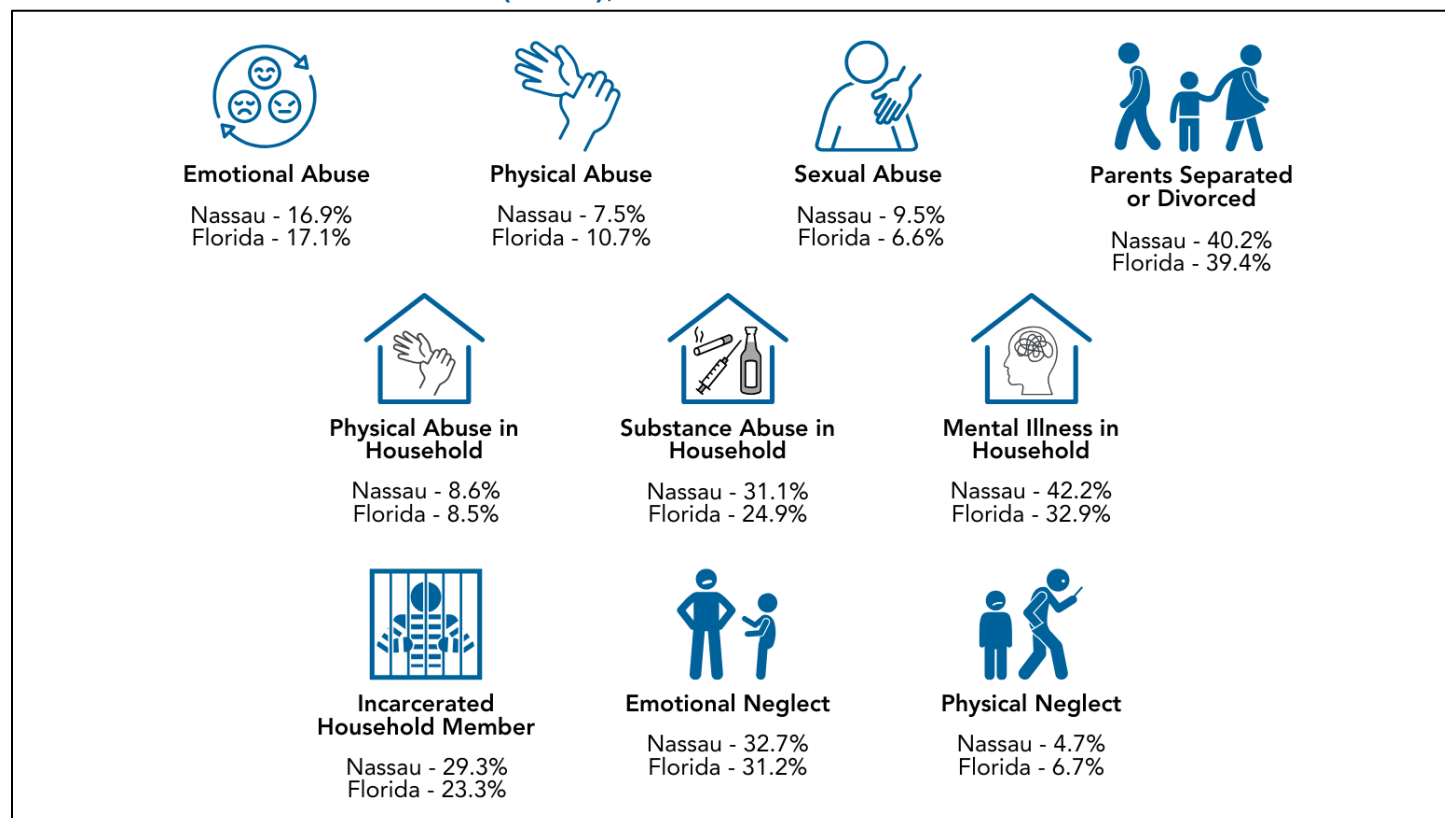 Emotional Abuse
Nassau - 16.9%
Florida - 17.1%
Physical Abuse
Nassau - 7.5%
Florida - 10.7%
Sexual Abuse
Nassau - 9.5%
Florida - 6.6%
Parents Separated
or Divorced
Nassau - 40.2%
Florida - 39.4%
Physical Abuse in
Household
Nassau - 8.6%
Florida - 8.5%
Substance Abuse in
Household
Nassau - 31.1%
Florida - 24.9%
Mental Illness in
Household
Nassau - 42.2%
Florida - 32.9%
Incarcerated
Household Member
Nassau - 29.3%
Florida - 23.3%
Emotional Neglect
Nassau - 32.7%
Florida - 31.2%
Physical Neglect
Nassau - 4.7%
Florida - 6.7%